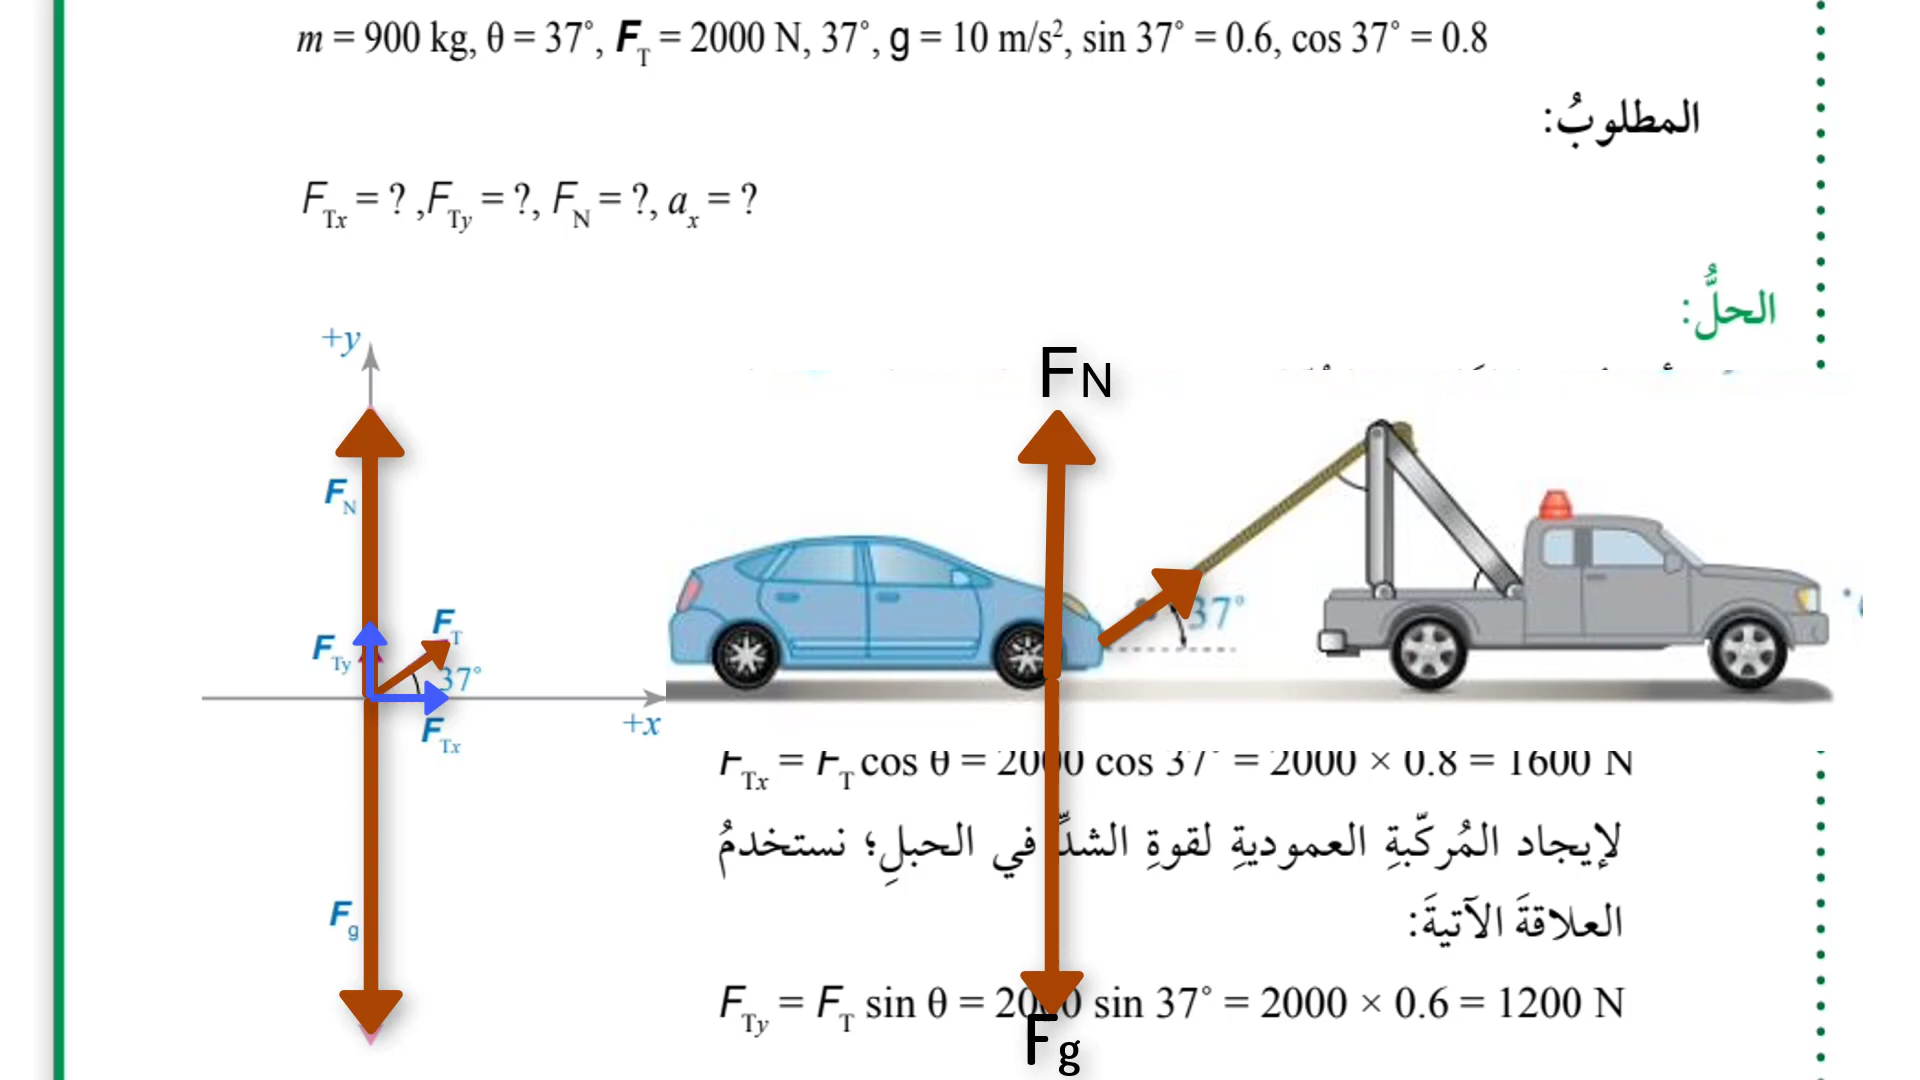 m = 900 kg, θ = 37°, F_T = 2000 N, 37°, g = 10 m/s², sin 37° = 0.6, cos 37° = 0.8
المطلوبُ:
F_Tx = ? ,F_Ty = ?, F_N = ?, a_x = ?
الحلُّ:
+y
F_N
F_T
F_Ty
37°
+x
F_Tx
F_g
FN
37°
Fg
F_Tx = F_T cos θ = 2000 cos 37° = 2000 × 0.8 = 1600 N
لإيجاد المُركّبةِ العموديةِ لقوةِ الشدِّ في الحبلِ؛ نستخدمُ
العلاقةَ الآتيةَ:
F_Ty = F_T sin θ = 2000 sin 37° = 2000 × 0.6 = 1200 N